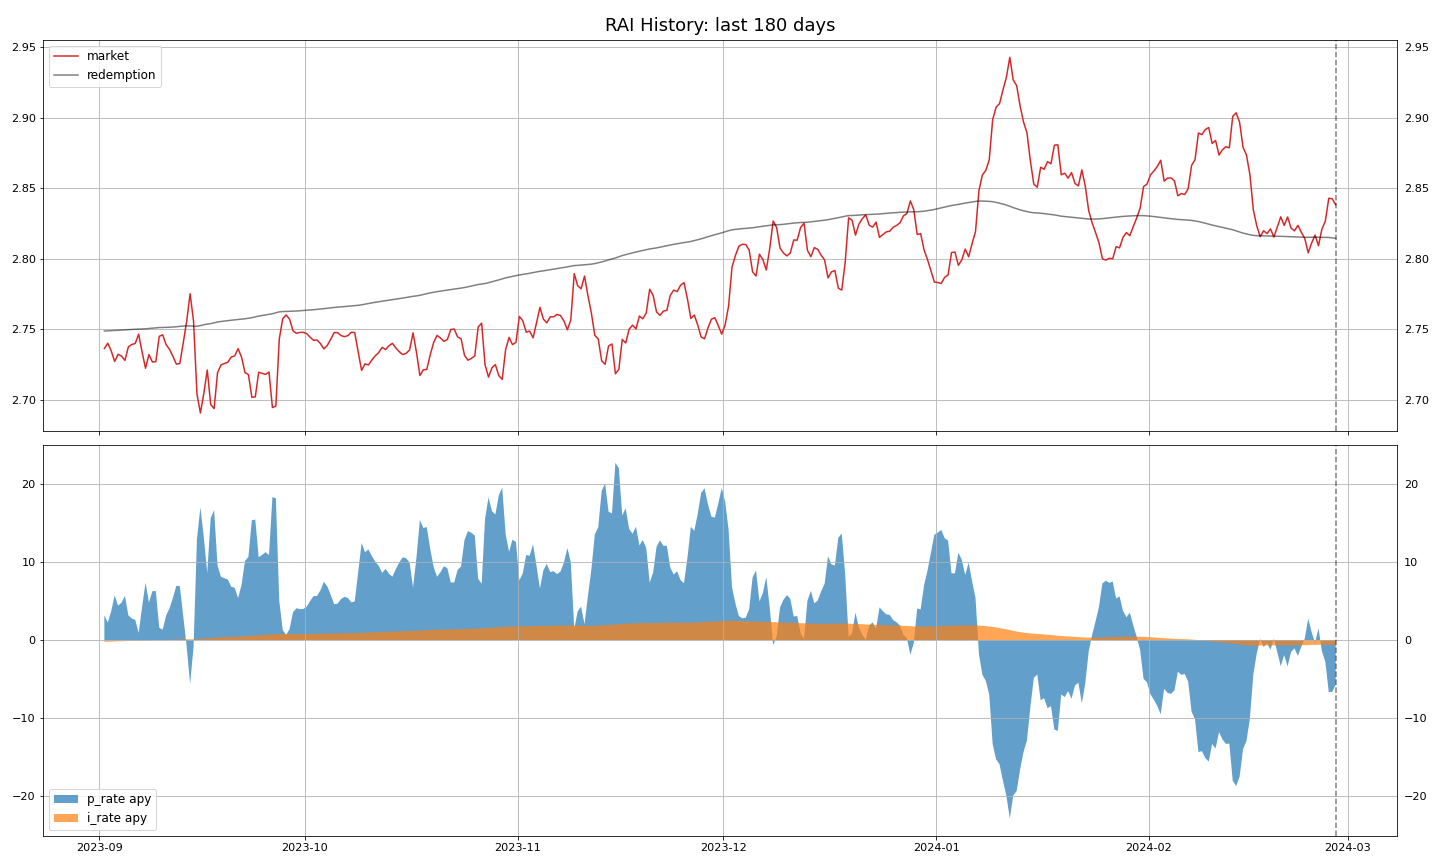 RAI History: last 180 days
market
redemption
2.95 2.95
2.90 2.90
2.85 2.85
2.80 2.80
2.75 2.75
2.70 2.70
20 20
10 10
0 0
−10 −10
−20 −20
p_rate apy
i_rate apy
2023-09 2023-10 2023-11 2023-12 2024-01 2024-02 2024-03